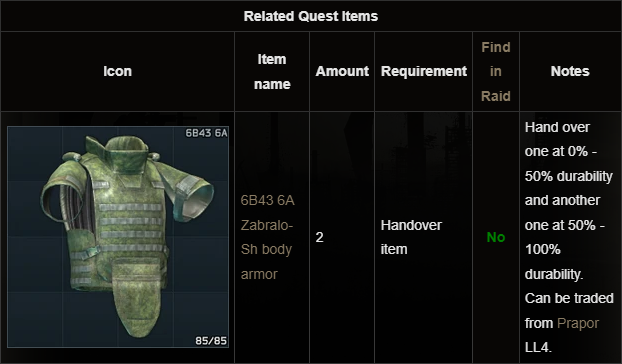 Related Quest Items
Icon
Item
name
Amount
Requirement
Find
in
Raid
Notes
6B43 6A
85/85
6B43 6A
Zabralo-
Sh body
armor
2
Handover
item
No
Hand over
one at 0% -
50% durability
and another
one at 50% -
100%
durability.
Can be traded
from Prapor
LL4.